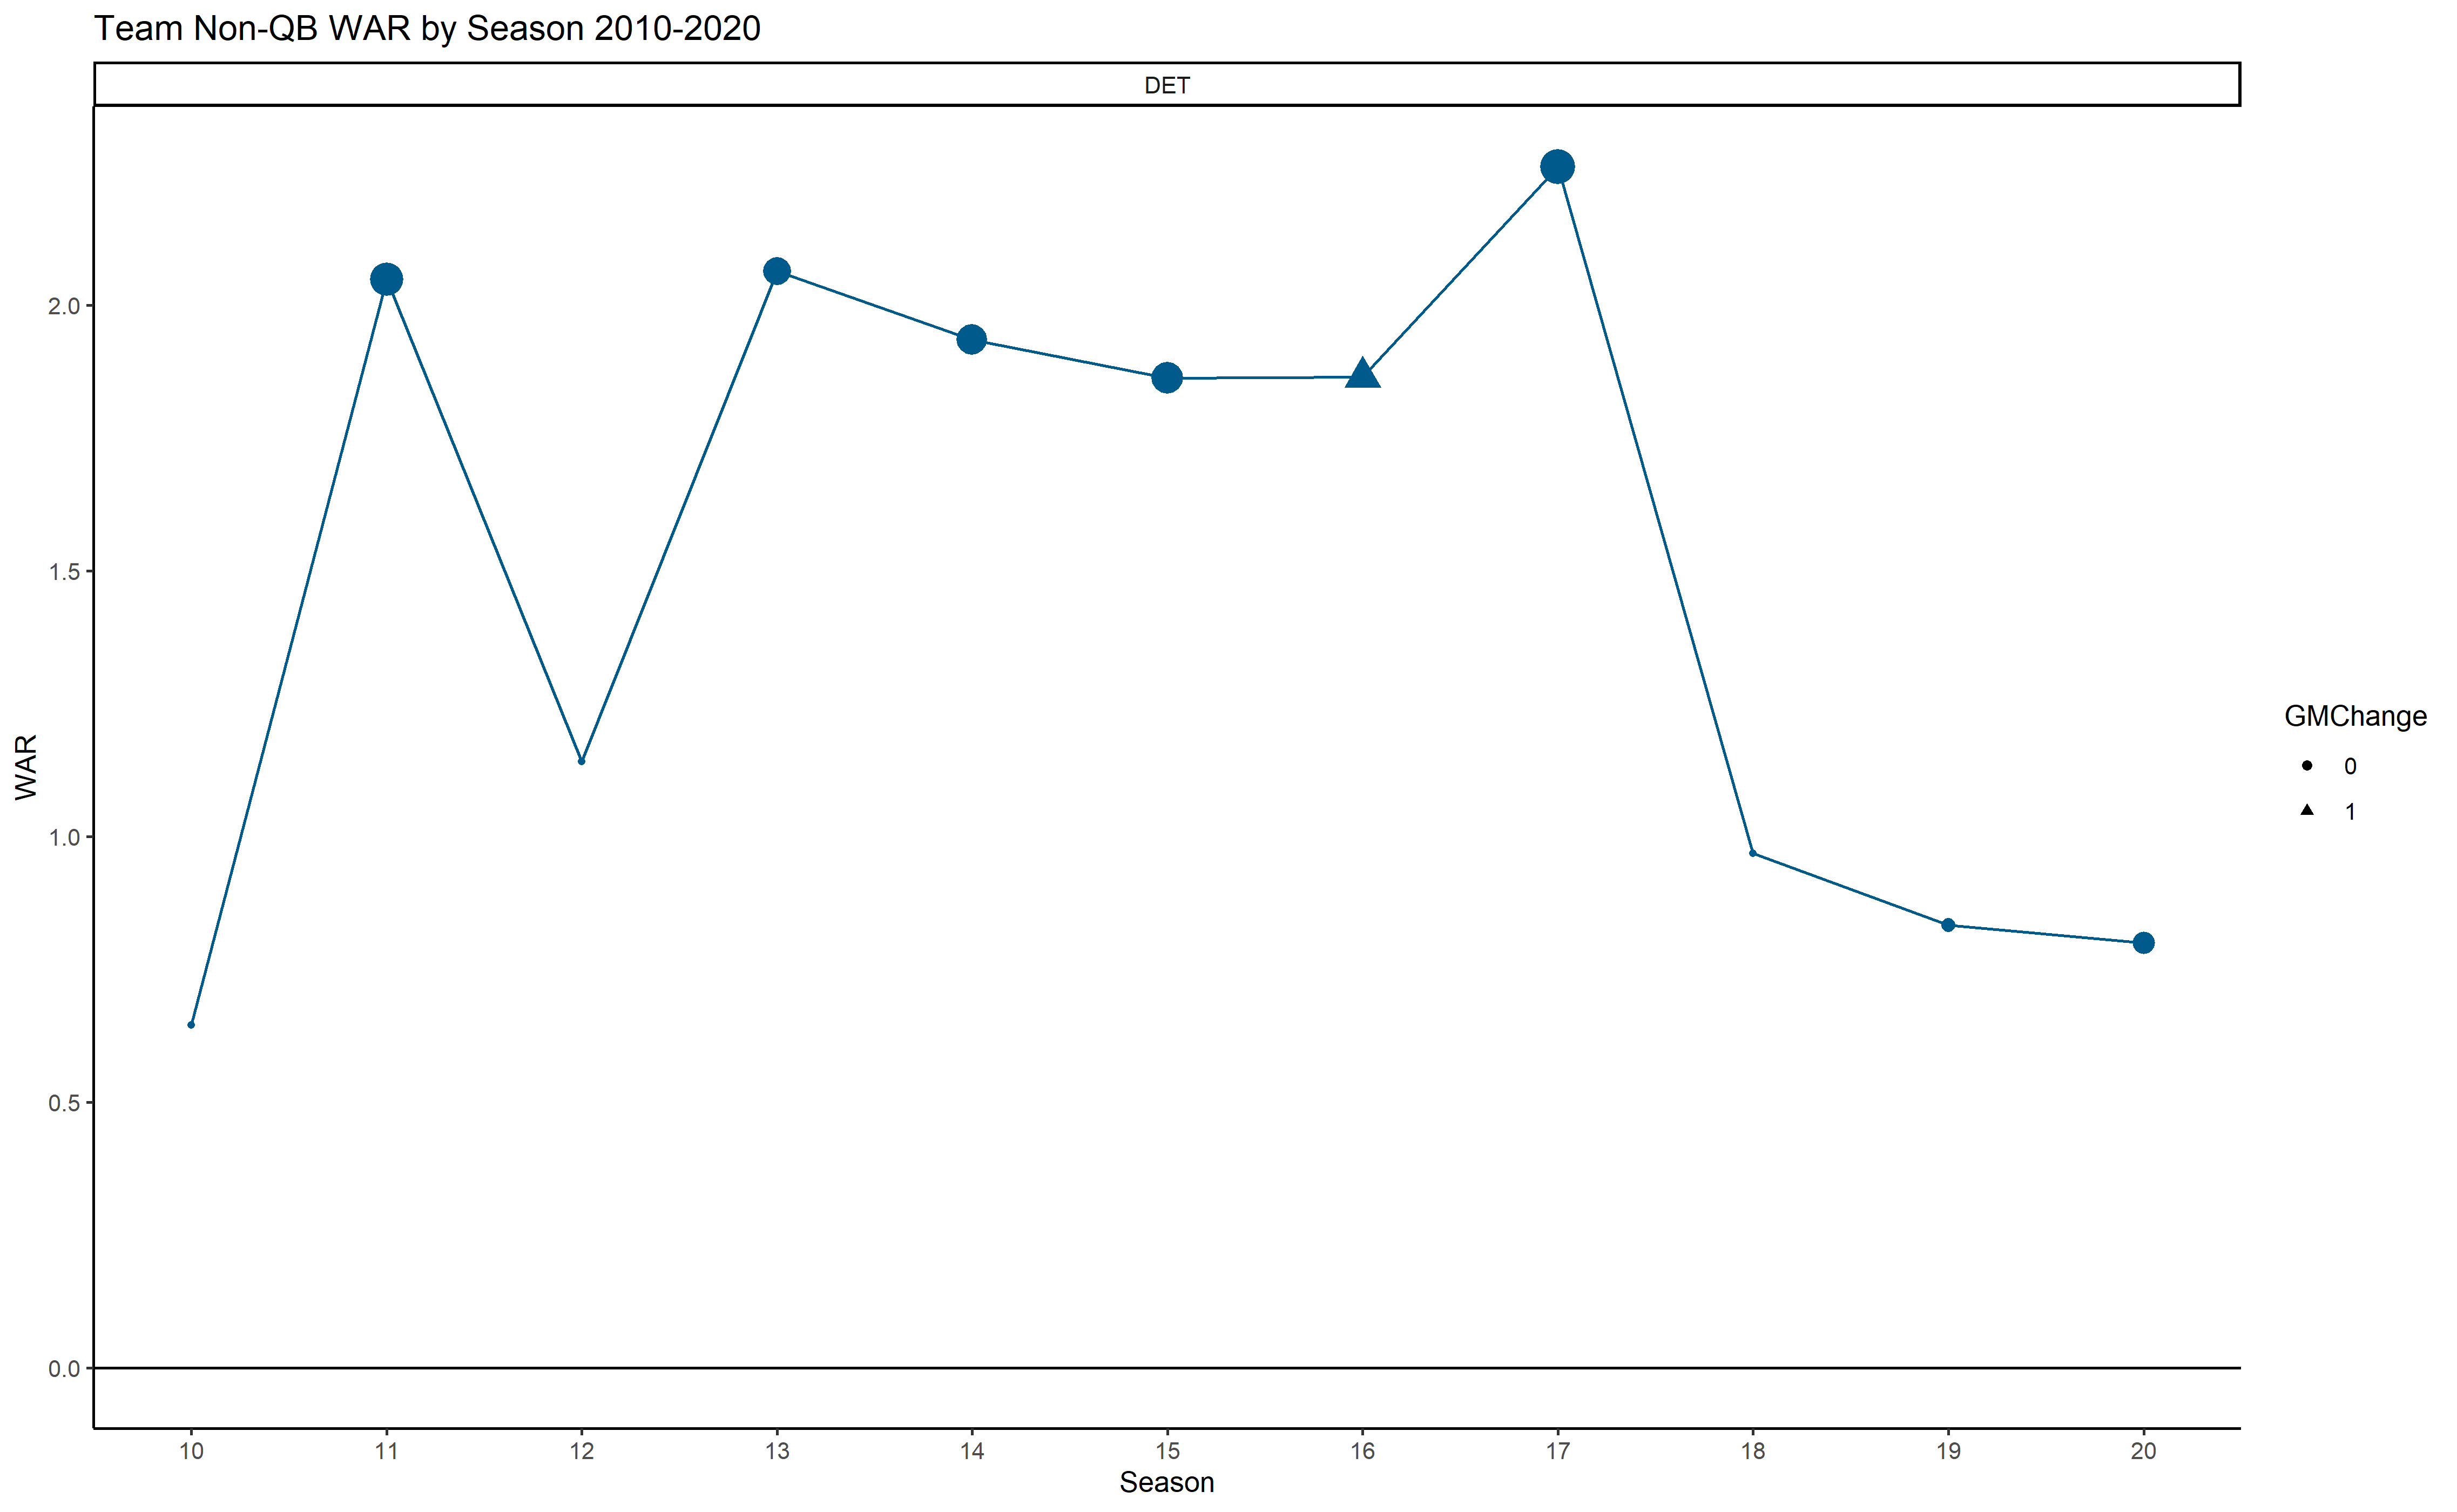 Team Non-QB WAR by Season 2010-2020
DET
2.0
1.5
1.0
0.5
0.0
WAR
10 11 12 13 14 15 16 17 18 19 20
Season
GMChange
0
1